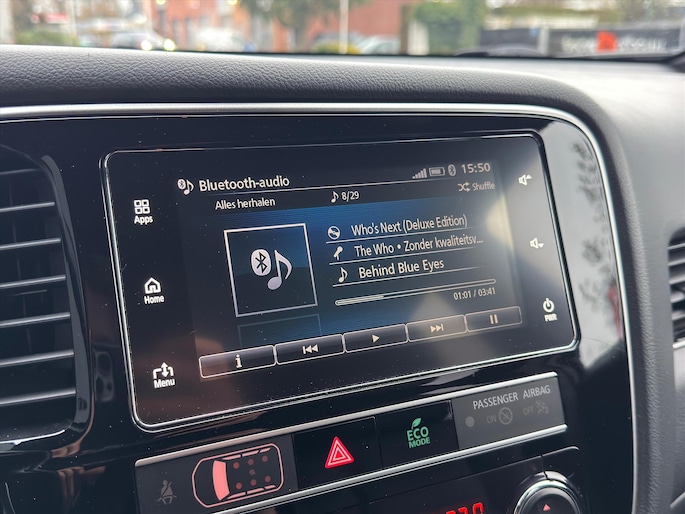 Bluetooth-audio
15:50
Alles herhalen
8/29
Shuffle
Apps
Who's Next (Deluxe Edition)
The Who • Zonder kwaliteitsv...
Behind Blue Eyes
Home
01:01 / 03:41
PWR
Menu
i
PASSENGER AIRBAG
ON
OFF
ECO
MODE